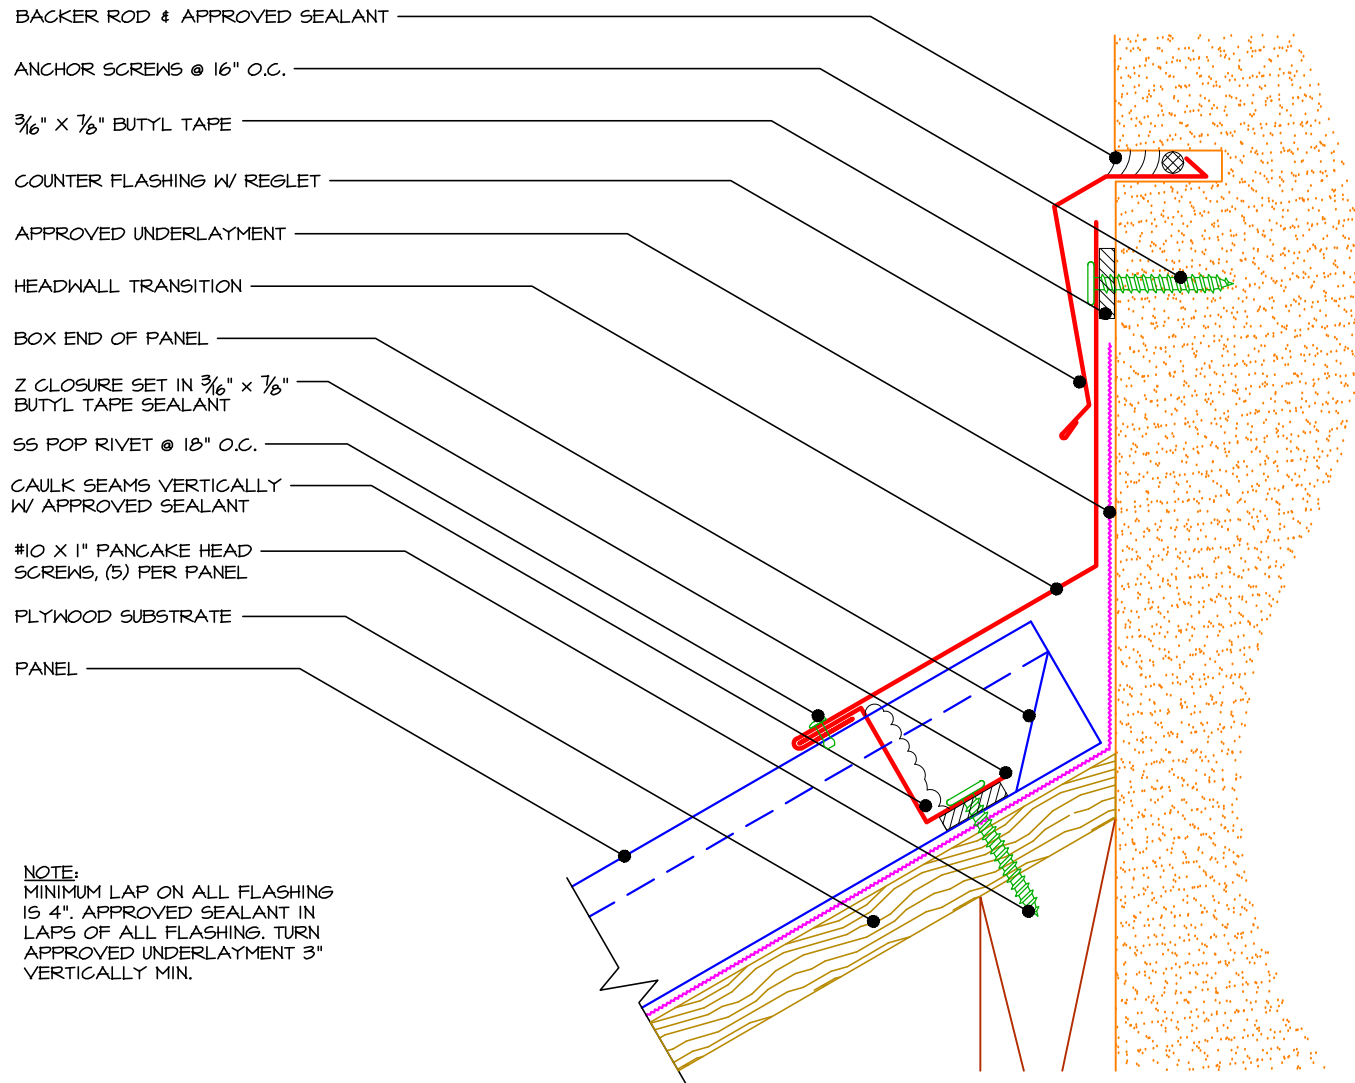 BACKER ROD & APPROVED SEALANT
ANCHOR SCREWS @ 16" O.C.
3/16" X 7/8" BUTYL TAPE
COUNTER FLASHING W/ REGLET
APPROVED UNDERLAYMENT
HEADWALL TRANSITION
BOX END OF PANEL
Z CLOSURE SET IN 3/16" X 7/8"
BUTYL TAPE SEALANT
SS POP RIVET @ 18" O.C.
CAULK SEAMS VERTICALLY
W/ APPROVED SEALANT
#10 X 1" PANCAKE HEAD
SCREWS, (5) PER PANEL
PLYWOOD SUBSTRATE
PANEL
NOTE:
MINIMUM LAP ON ALL FLASHING
IS 4". APPROVED SEALANT IN
LAPS OF ALL FLASHING. TURN
APPROVED UNDERLAYMENT 3"
VERTICALLY MIN.